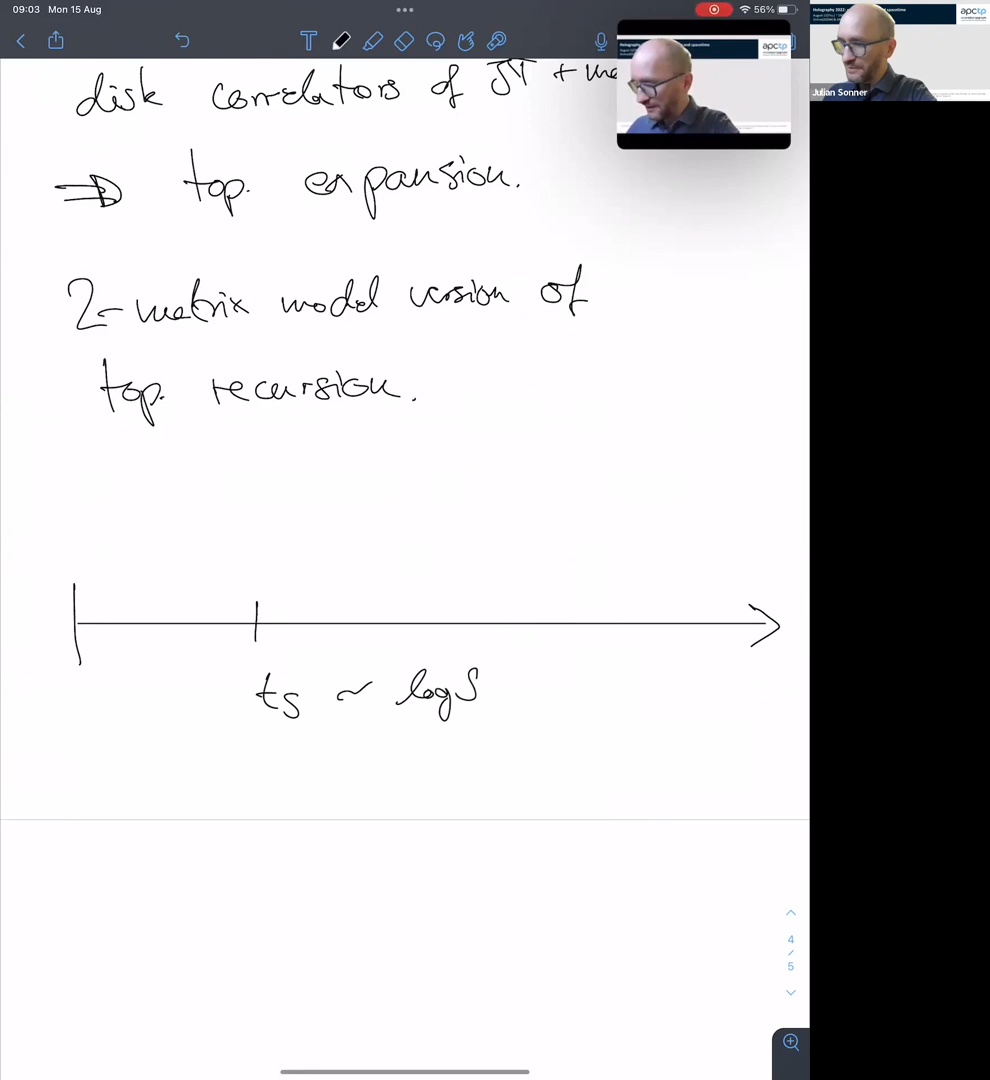 09:03 Mon 15 Aug
56%
disk correlators of JT +
⇒ top. expansion.
2-matrix model version of
top. recursion.
ts ~ log S
4
/
5
apctp
apctp
Julian Sonner